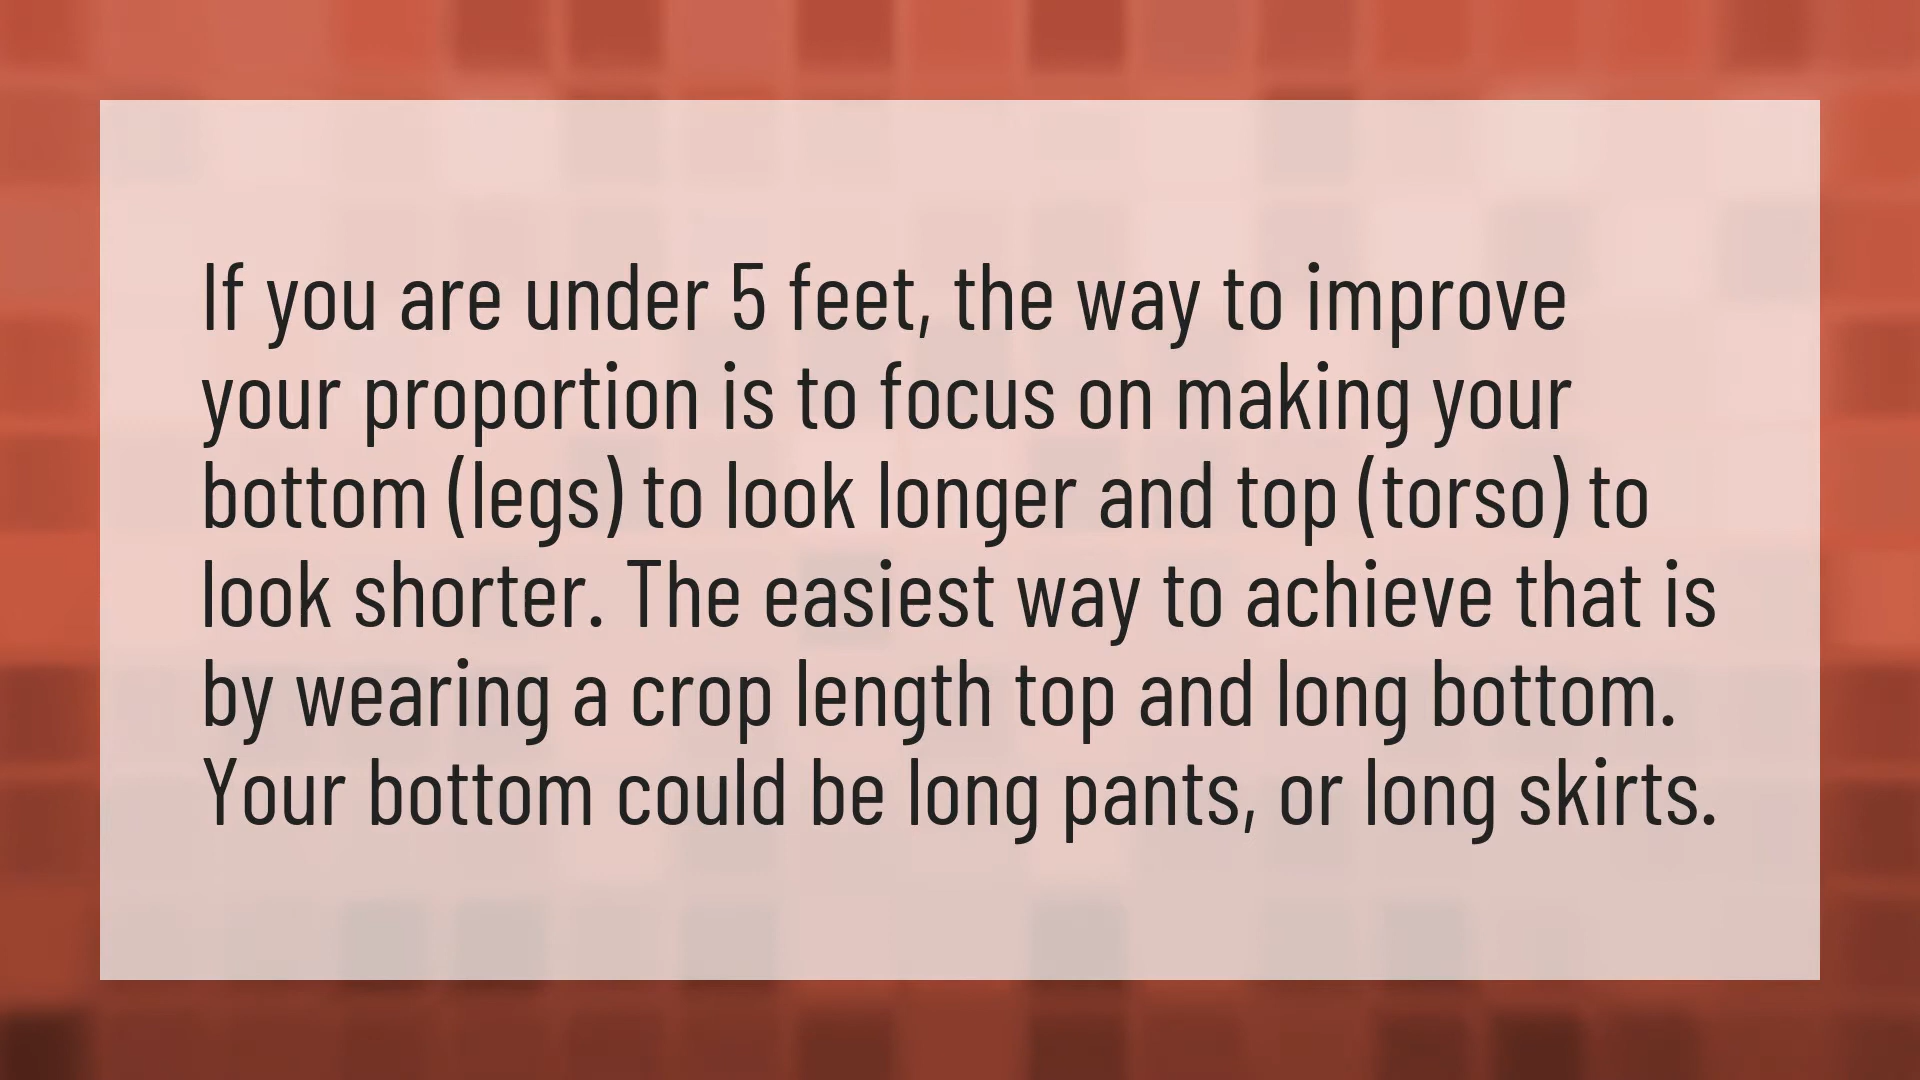 If you are under 5 feet, the way to improve
your proportion is to focus on making your
bottom (legs) to look longer and top (torso) to
look shorter. The easiest way to achieve that is
by wearing a crop length top and long bottom.
Your bottom could be long pants, or long skirts.